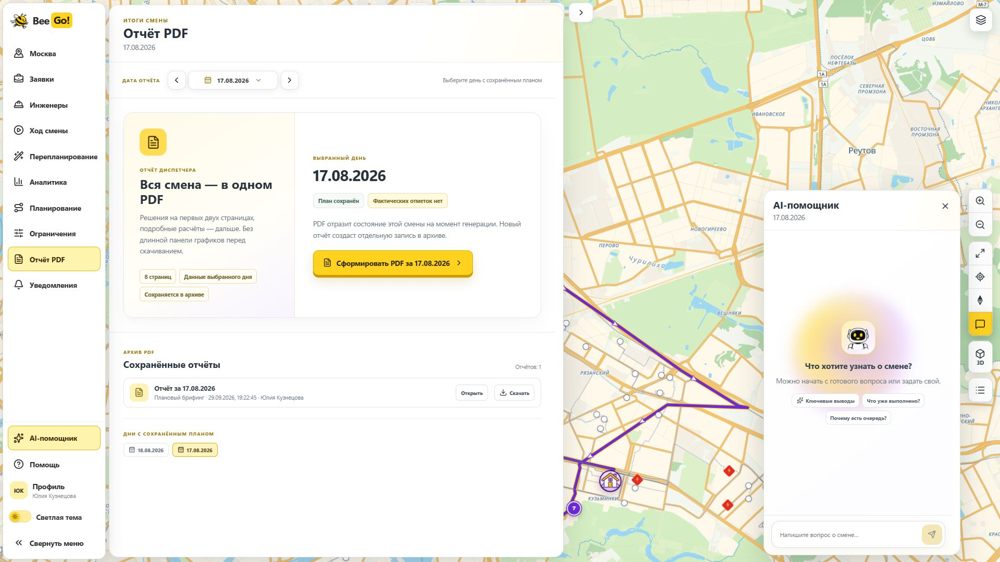 Bee Go!
Москва
Заявки
Инженеры
Ход смены
Перепланирование
Аналитика
Планирование
Ограничения
Отчёт PDF
Уведомления
AI-помощник
Помощь
ЮК
Профиль
Юлия Кузнецова
Светлая тема
Свернуть меню
ИТОГИ СМЕНЫ
Отчёт PDF
17.08.2026
ДАТА ОТЧЁТА
17.08.2026
Выберите день с сохранённым планом
ОТЧЁТ ДИСПЕТЧЕРА
Вся смена — в одном
PDF
Решения на первых двух страницах,
подробные расчёты — дальше. Без
длинной панели графиков перед
скачиванием.
8 страниц
Данные выбранного дня
Сохраняется в архиве
ВЫБРАННЫЙ ДЕНЬ
17.08.2026
План сохранён
Фактических отметок нет
PDF отразит состояние этой смены на момент генерации. Новый
отчёт создаст отдельную запись в архиве.
Сформировать PDF за 17.08.2026
АРХИВ PDF
Сохранённые отчёты
Отчётов: 1
Отчёт за 17.08.2026
Плановый брифинг · 29.09.2026, 19:22:45 · Юлия Кузнецова
Открыть
Скачать
ДНИ С СОХРАНЁННЫМ ПЛАНОМ
18.08.2026
17.08.2026
ИЗМАЙЛОВО
М-7
ЦОВБ
ПОСЁЛОК
НЕФТЕБАЗЫ
1А
1А
СЕВЕРНАЯ
ПРОМЗОНА
ИВАНОВСКОЕ
ВОСТОЧНАЯ
ПРОМЗОНА
Реутов
НОВОГИРЕЕВО
ПЕРОВО
Чурилиха
ВЕШНЯКИ
РЯЗАНСКИЙ
КУЗЬМИНКИ
7
AI-помощник
17.08.2026
Что хотите узнать о смене?
Можно начать с готового вопроса или задать свой.
Ключевые выводы
Что уже выполнено?
Почему есть очередь?
Напишите вопрос о смене...
3D